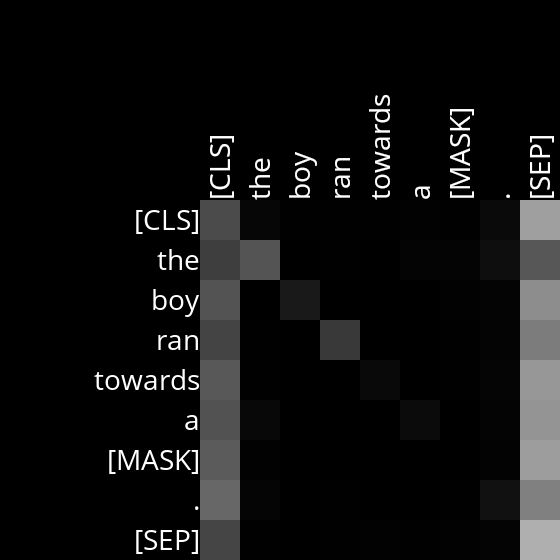 [CLS] the boy ran towards a [MASK] . [SEP]
[CLS]
the
boy
ran
towards
a
[MASK]
.
[SEP]